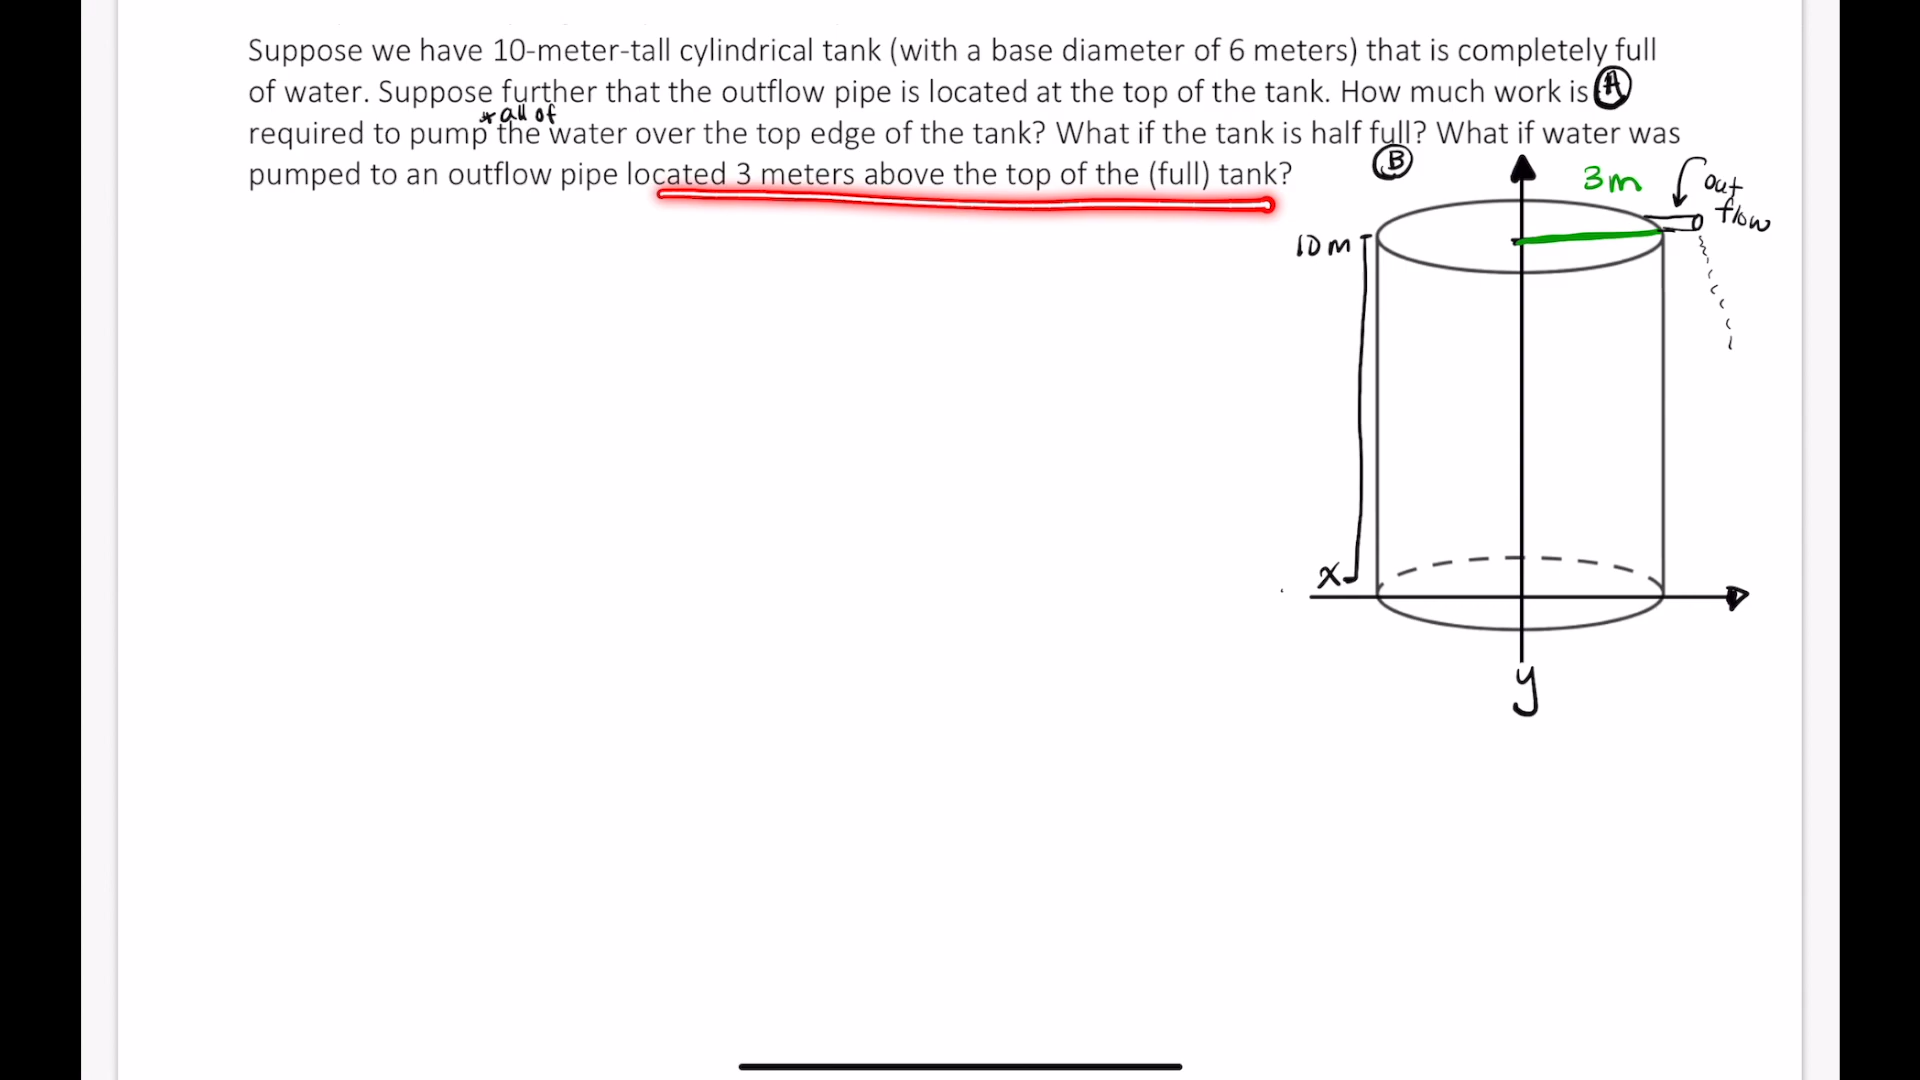 Suppose we have 10-meter-tall cylindrical tank (with a base diameter of 6 meters) that is completely full
of water. Suppose further that the outflow pipe is located at the top of the tank. How much work is (A)
* all of
required to pump the water over the top edge of the tank? What if the tank is half full? What if water was
pumped to an outflow pipe located 3 meters above the top of the (full) tank?
(B)
3m
out
flow
10 m
x
y